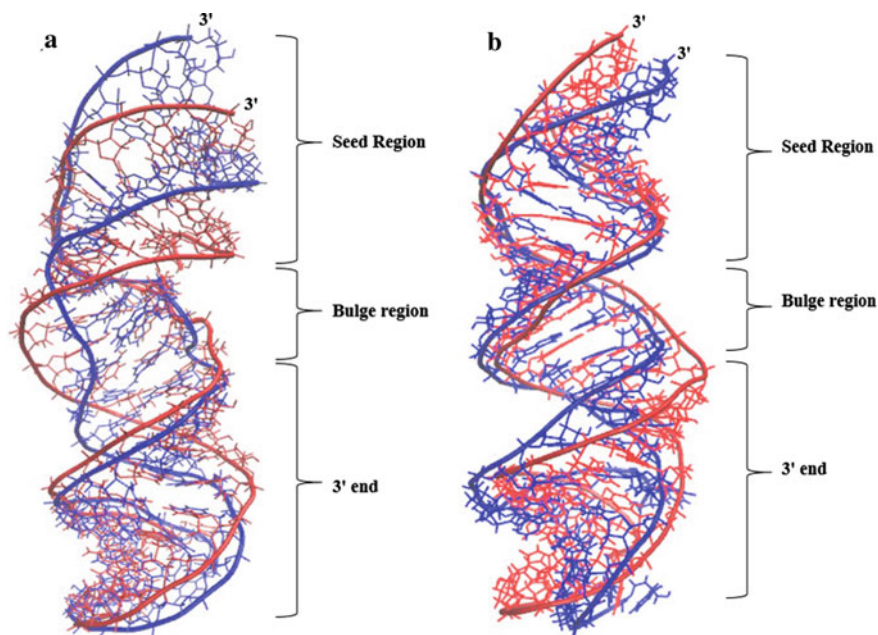 a
3'
3'
Seed Region
Bulge region
3' end
b
3'
3'
Seed Region
Bulge region
3' end